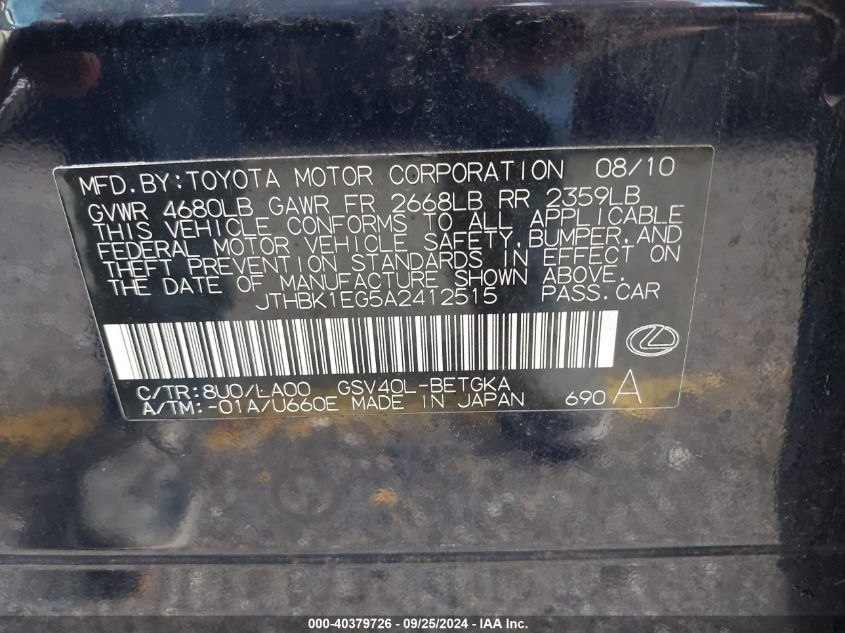 MFD.BY:TOYOTA MOTOR CORPORATION 08/10
GVWR 4680LB GAWR FR 2668LB RR 2359LB
THIS VEHICLE CONFORMS TO ALL APPLICABLE
FEDERAL MOTOR VEHICLE SAFETY,BUMPER,AND
THEFT PREVENTION STANDARDS IN EFFECT ON
THE DATE OF MANUFACTURE SHOWN ABOVE.
JTHBK1EG5A2412515 PASS.CAR
C/TR:8U0/LA00 GSV40L-BETGKA
A/TM:-01A/U660E MADE IN JAPAN 690 A
000-40379726 - 09/25/2024 - IAA Inc.